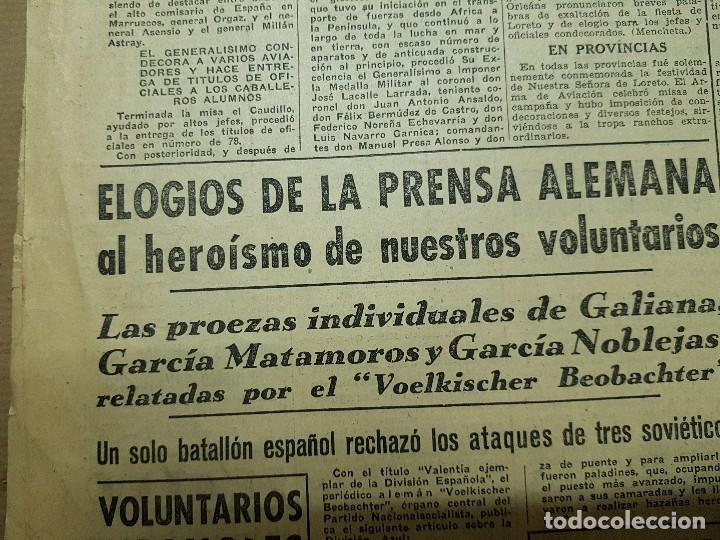 siendo de destacar entre
el alto comisario de España en
Marruecos, general Orgaz, y el ge-
neral Asensio y el general Millán
Astray.
EL GENERALISIMO CON-
DECORA A VARIOS AVIA-
DORES Y HACE ENTRE-
GA DE TITULOS DE OFI-
CIALES A LOS CABALLE-
ROS ALUMNOS
Terminada la misa el Caudillo,
ayudado por altos jefes, procedió
a la entrega de los títulos de ofi-
ciales en número de 78.
Con posterioridad, y después de
tuvo su iniciación en el trans-
porte de fuerzas desde Africa a
la Península, y que continuó a lo
largo de toda la lucha en mar y
en tierra, con escaso número de
aparatos y de anticuada construc-
ción al principio, procedió Su Ex-
celencia el Generalísimo a imponer
la Medalla Militar al coronel don
José Lacalle Larrada, teniente co-
ronel don Juan Antonio Ansaldo,
don Félix Bermúdez de Castro, don
Federico Noreña Echevarría y don
Luis Navarro Garnica; comandan-
tes don Manuel Presa Alonso y don
Orleáns pronunciaron breves pala-
bras de exaltación de la fiesta de
Loreto y de elogio para los jefes y
oficiales condecorados. (Mencheta.)
EN PROVINCIAS
En todas las provincias fué solem-
nemente conmemorada la festividad
de Nuestra Señora de Loreto. El Ar-
ma de Aviación celebró misas de
campaña y hubo imposición de con-
decoraciones y diversos festejos, sir-
viéndose a la tropa ranchos extra-
ordinarios.
ELOGIOS DE LA PRENSA ALEMANA
al heroísmo de nuestros voluntarios
Las proezas individuales de Galiana,
García Matamoros y García Noblejas
relatadas por el "Voelkischer Beobachter"
Un solo batallón español rechazó los ataques de tres soviético
VOLUNTARIOS
Con el título "Valentía ejem-
plar de la División Española", el
periódico alemán "Voelkischer
Beobachter", órgano central del
Partido Nacionalsocialista, publi-
ca el siguiente artículo sobre la
División Azul:
za de puente y para ampliarl
fueron paladines, que, ocupando
el puesto más avanzado, impu
saron a sus camaradas y les ll
varon a realizar hazañas heroi
todocoleccion